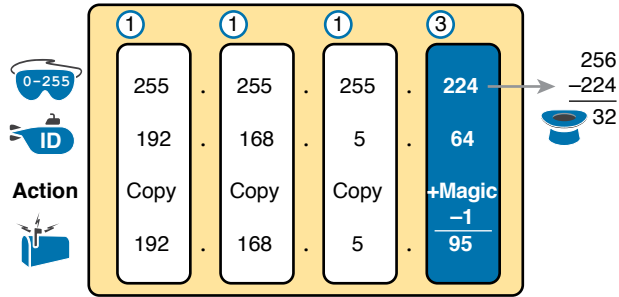 1 1 1 3
0–255 255 . 255 . 255 . 224 256
–224
ID 192 . 168 . 5 . 64 32
Action Copy Copy Copy +Magic
–1
192 . 168 . 5 . 95